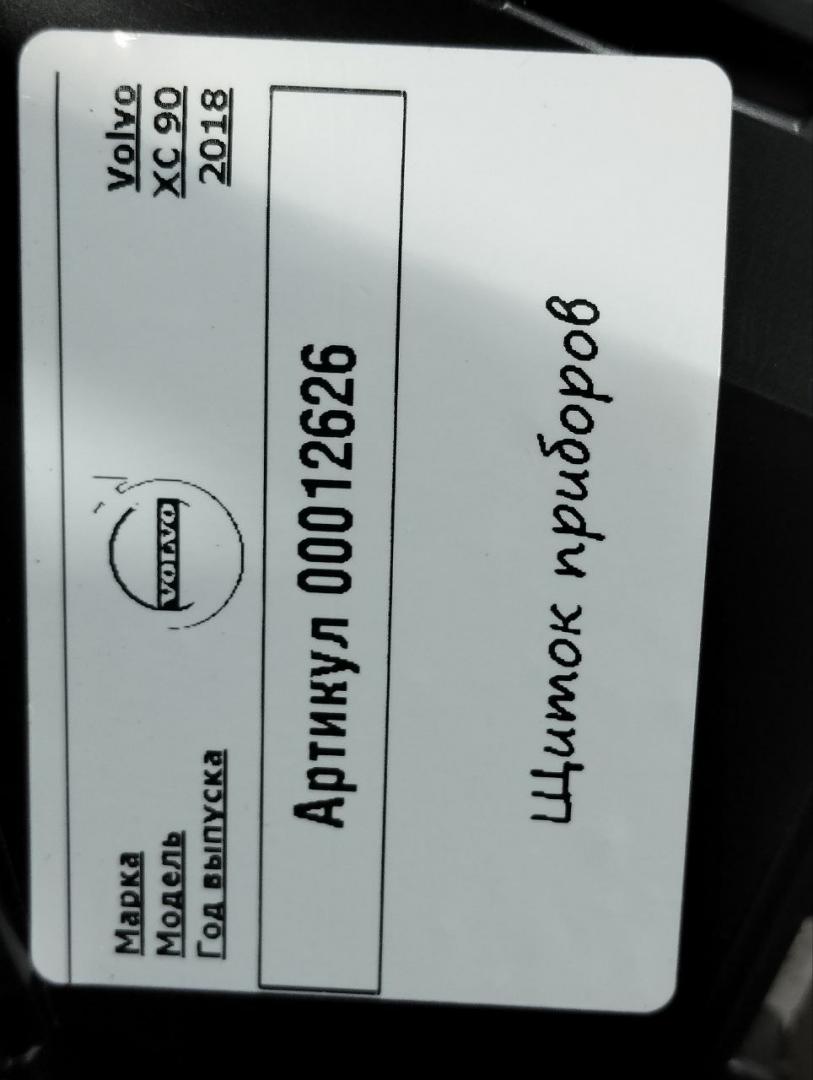 Марка Volvo
Модель XC 90
Год выпуска 2018
VOLVO
Артикул 00012626
Щиток приборов